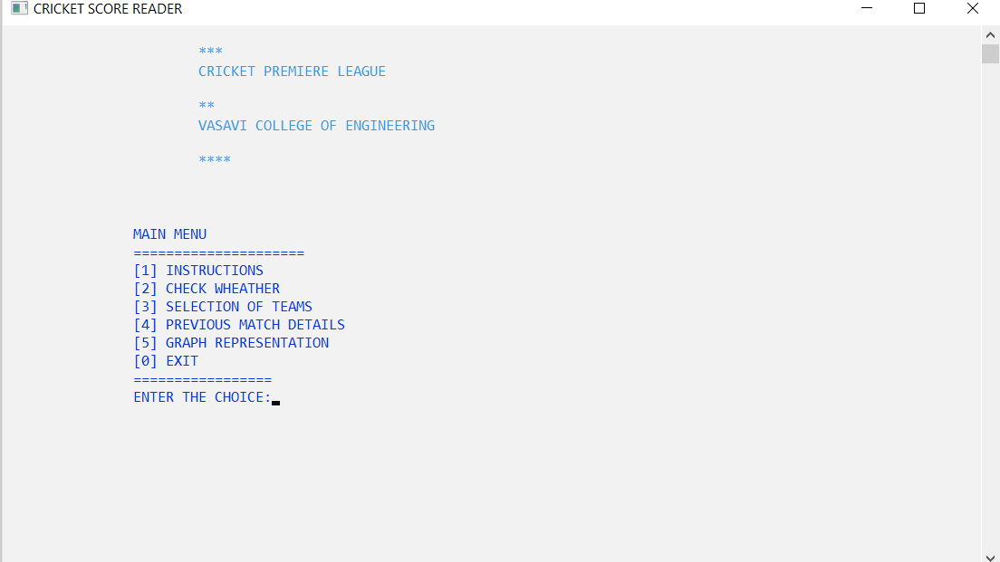 CRICKET SCORE READER
***
CRICKET PREMIERE LEAGUE
**
VASAVI COLLEGE OF ENGINEERING
****
MAIN MENU
=====================
[1] INSTRUCTIONS
[2] CHECK WHEATHER
[3] SELECTION OF TEAMS
[4] PREVIOUS MATCH DETAILS
[5] GRAPH REPRESENTATION
[0] EXIT
=================
ENTER THE CHOICE: